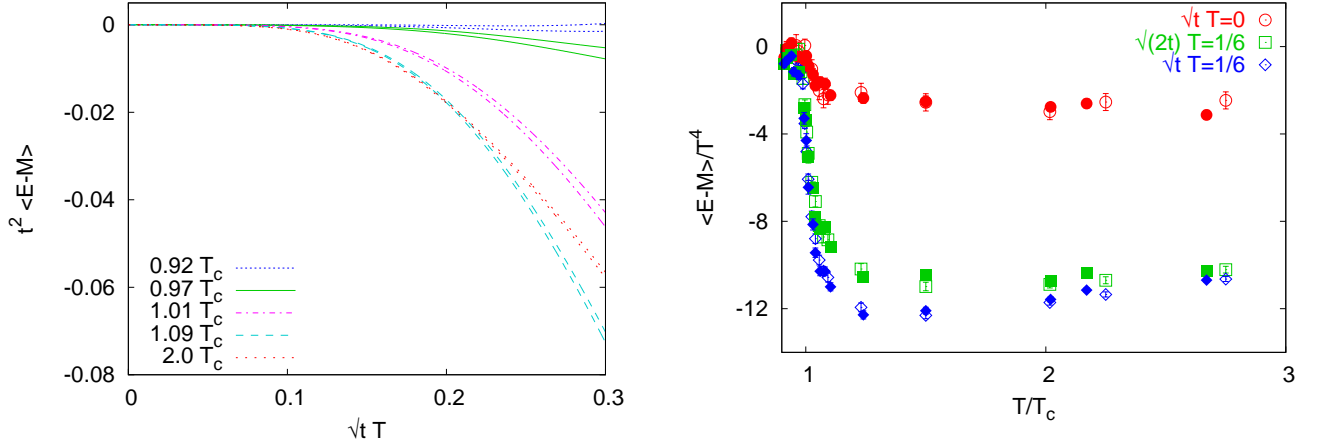 0
-0.02
-0.04
-0.06
-0.08
0
0.1
0.2
0.3
t² <E-M>
√t T
0.92 T_c
0.97 T_c
1.01 T_c
1.09 T_c
2.0 T_c
0
-4
-8
-12
1
2
3
<E-M>/T⁴
T/T_c
√t T=0
√(2t) T=1/6
√t T=1/6